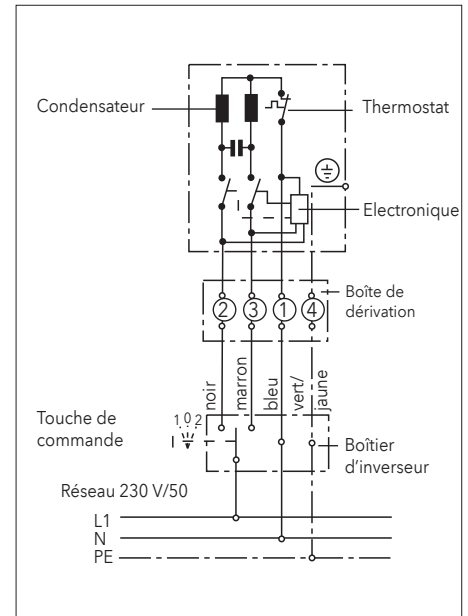 Condensateur
Thermostat
Electronique
Boîte de
dérivation
2 3 1 4
noir
marron
bleu
vert/
jaune
Touche de
commande
1 0 2
Boîtier
d'inverseur
Réseau 230 V/50
L1
N
PE